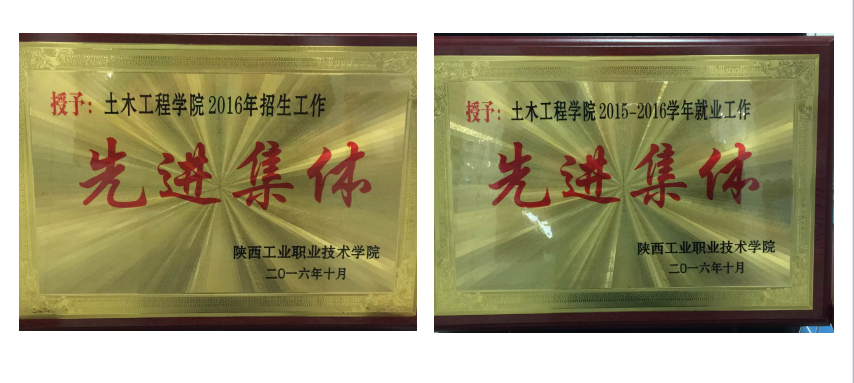 授予：土木工程学院2016年招生工作
先进集体
陕西工业职业技术学院
二〇一六年十月
授予：土木工程学院2015-2016学年就业工作
先进集体
陕西工业职业技术学院
二〇一六年十月